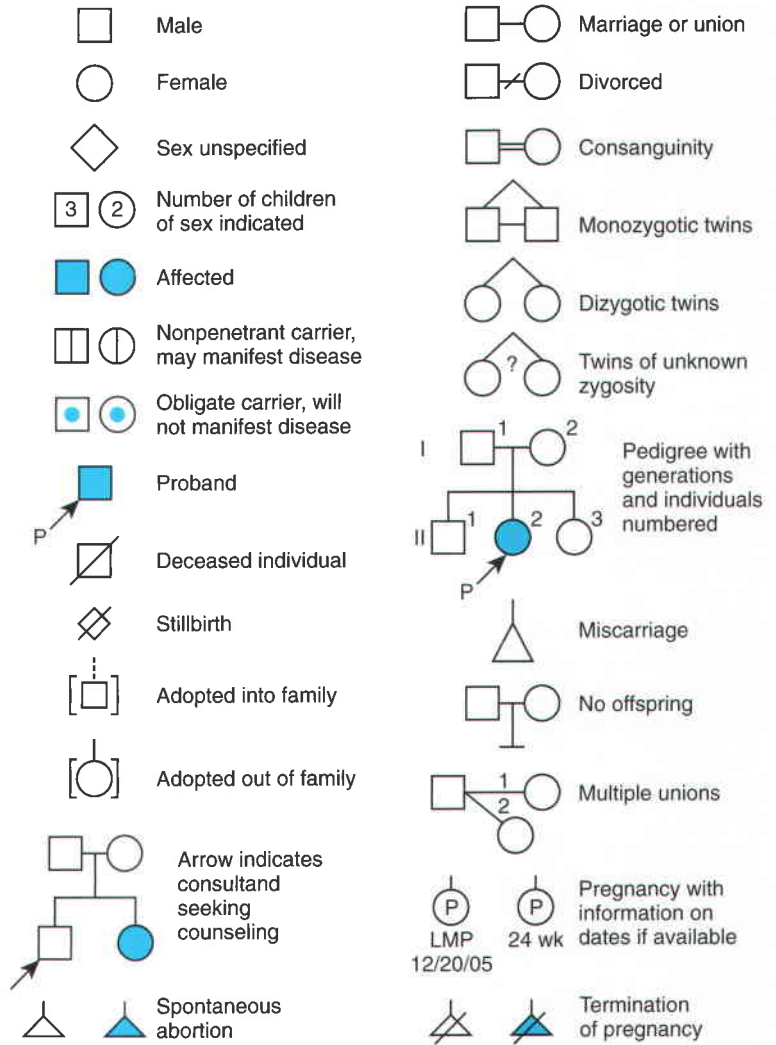 Male
Female
Sex unspecified
3 2
Number of children
of sex indicated
Affected
Nonpenetrant carrier,
may manifest disease
Obligate carrier, will
not manifest disease
Proband
P
Deceased individual
Stillbirth
Adopted into family
Adopted out of family
Arrow indicates
consultand
seeking
counseling
Spontaneous
abortion
Marriage or union
Divorced
Consanguinity
Monozygotic twins
Dizygotic twins
?
Twins of unknown
zygosity
I 1 2
II 1 2 3
P
Pedigree with
generations
and individuals
numbered
Miscarriage
No offspring
1
2
Multiple unions
P P
LMP 24 wk
12/20/05
Pregnancy with
information on
dates if available
Termination
of pregnancy